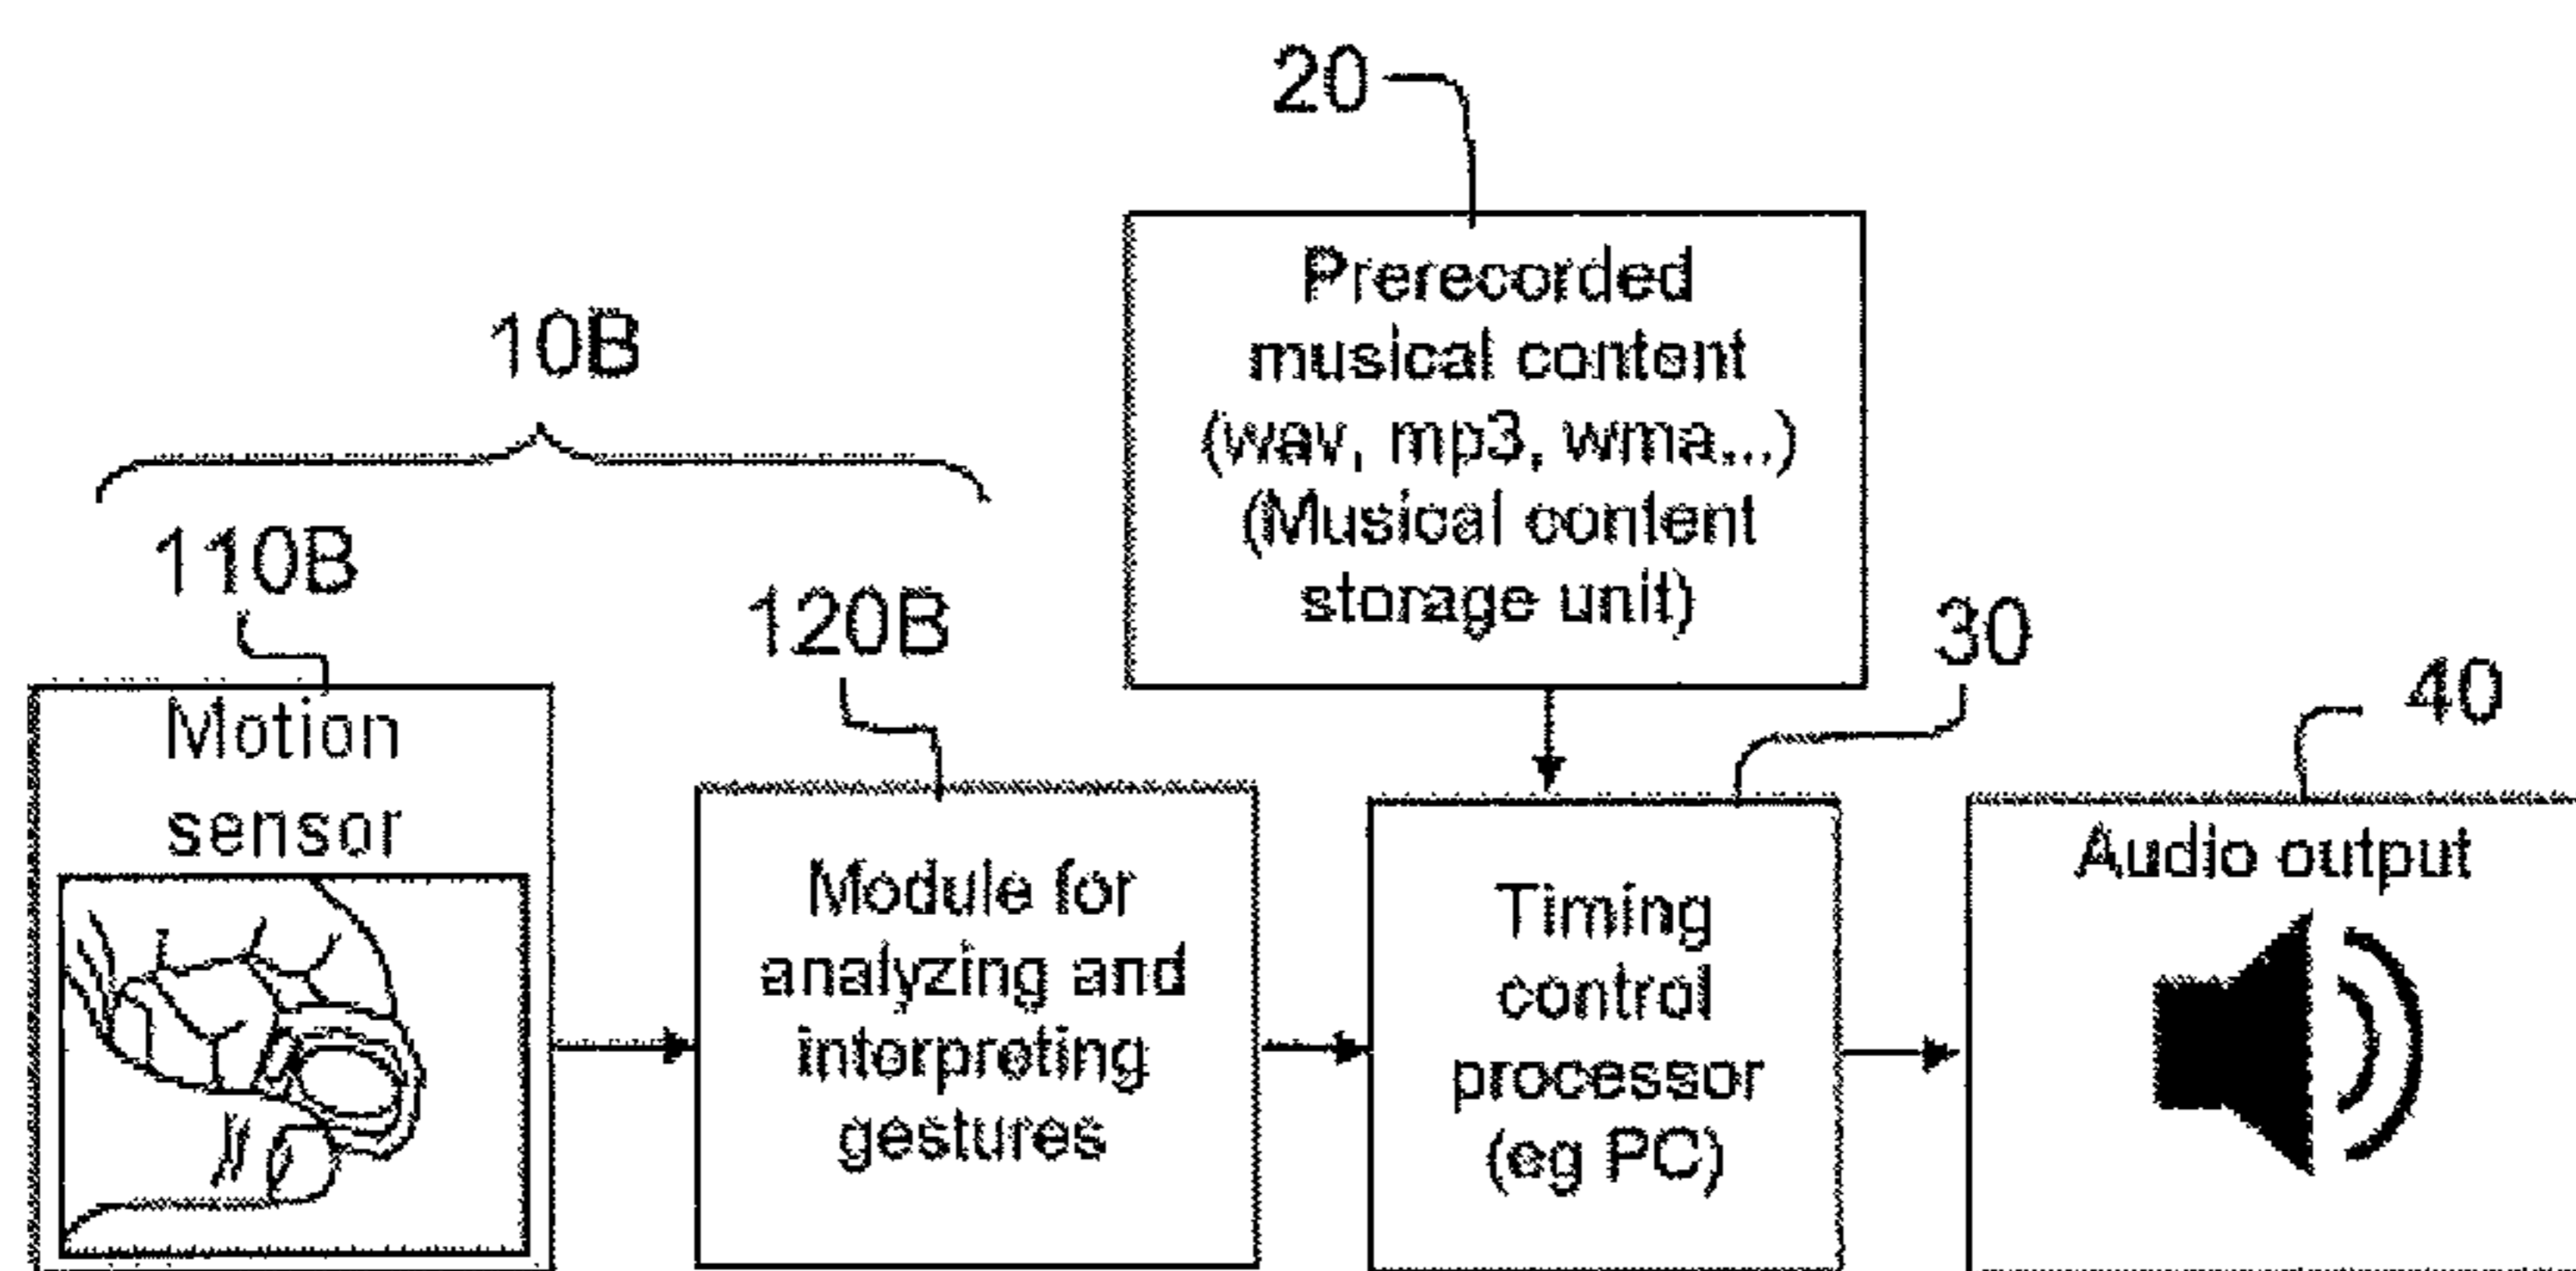 20
Prerecorded
musical content
(wav, mp3, wma...)
(Musical content
storage unit)
10B
110B
Motion
sensor
120B
Module for
analyzing and
interpreting
gestures
30
Timing
control
processor
(eg PC)
40
Audio output